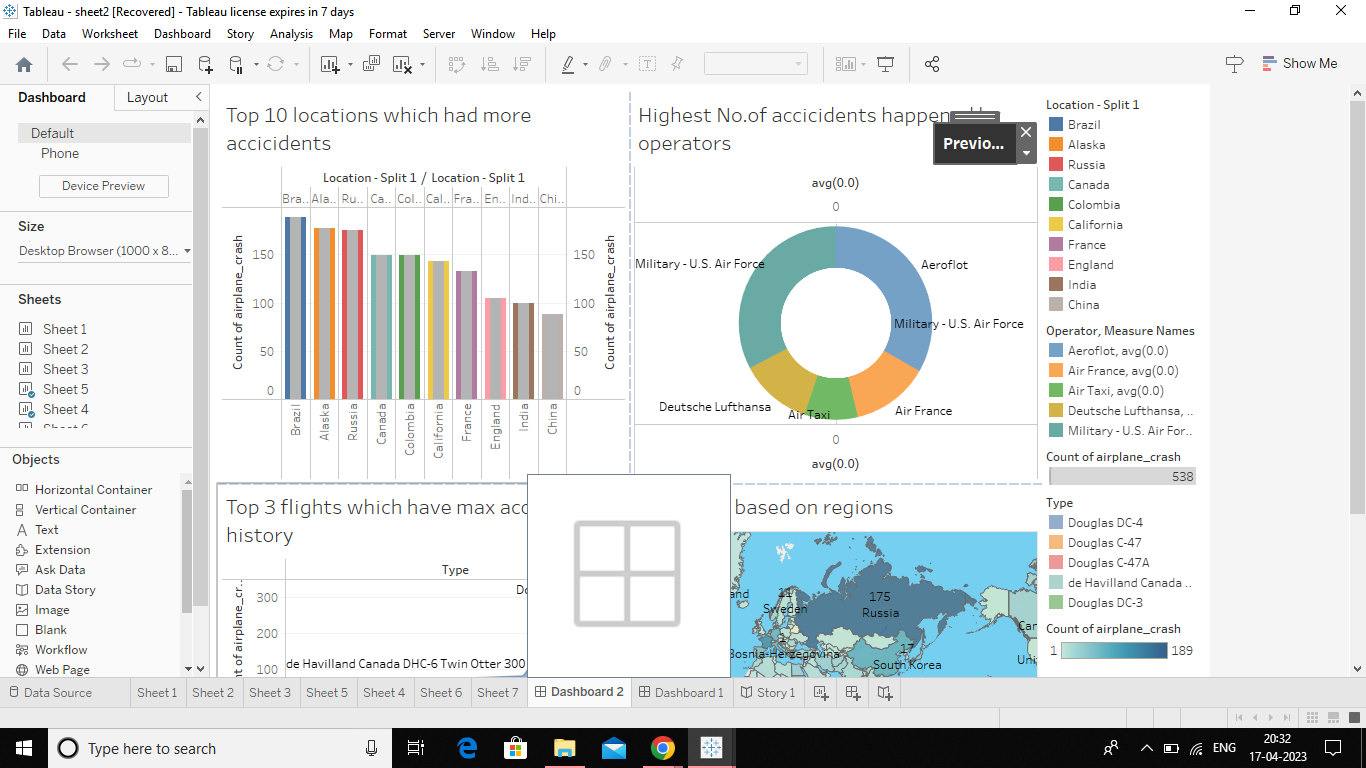 Tableau - sheet2 [Recovered] - Tableau license expires in 7 days
File Data Worksheet Dashboard Story Analysis Map Format Server Window Help
Show Me
Dashboard Layout
Default
Phone
Device Preview
Size
Desktop Browser (1000 x 8...
Sheets
Sheet 1
Sheet 2
Sheet 3
Sheet 5
Sheet 4
Objects
Horizontal Container
Vertical Container
Text
Extension
Ask Data
Data Story
Image
Blank
Workflow
Web Page
Top 10 locations which had more
accicidents
Location - Split 1 / Location - Split 1
Bra.. Ala.. Ru.. Ca.. Col.. Cal.. Fra.. En.. Ind.. Chi..
Count of airplane_crash
150
100
50
0
150
100
50
0
Count of airplane_crash
Brazil
Alaska
Russia
Canada
Colombia
California
France
England
India
China
Highest No.of accicidents happen
operators
Previo...
avg(0.0)
0
Military - U.S. Air Force
Aeroflot
Military - U.S. Air Force
Deutsche Lufthansa
Air Taxi
Air France
0
avg(0.0)
Top 3 flights which have max acc
history
Type
300
200
100
de Havilland Canada DHC-6 Twin Otter 300
based on regions
11
Sweden
175
Russia
1
Bosnia-Herzegovina
17
South Korea
Location - Split 1
Brazil
Alaska
Russia
Canada
Colombia
California
France
England
India
China
Operator, Measure Names
Aeroflot, avg(0.0)
Air France, avg(0.0)
Air Taxi, avg(0.0)
Deutsche Lufthansa, ..
Military - U.S. Air For..
Count of airplane_crash
538
Type
Douglas DC-4
Douglas C-47
Douglas C-47A
de Havilland Canada ..
Douglas DC-3
Count of airplane_crash
1 189
Data Source Sheet 1 Sheet 2 Sheet 3 Sheet 5 Sheet 4 Sheet 6 Sheet 7 Dashboard 2 Dashboard 1 Story 1
Type here to search
ENG
20:32
17-04-2023